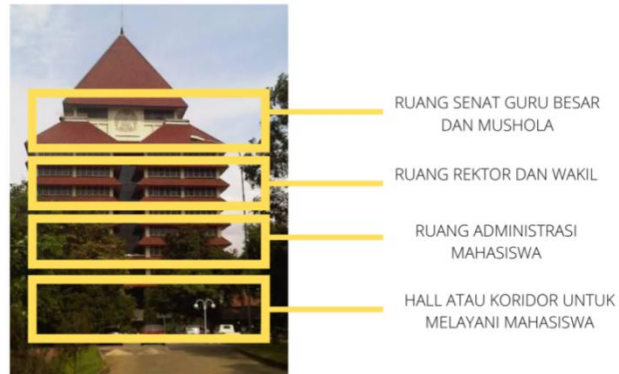 RUANG SENAT GURU BESAR
DAN MUSHOLA
RUANG REKTOR DAN WAKIL
RUANG ADMINISTRASI
MAHASISWA
HALL ATAU KORIDOR UNTUK
MELAYANI MAHASISWA